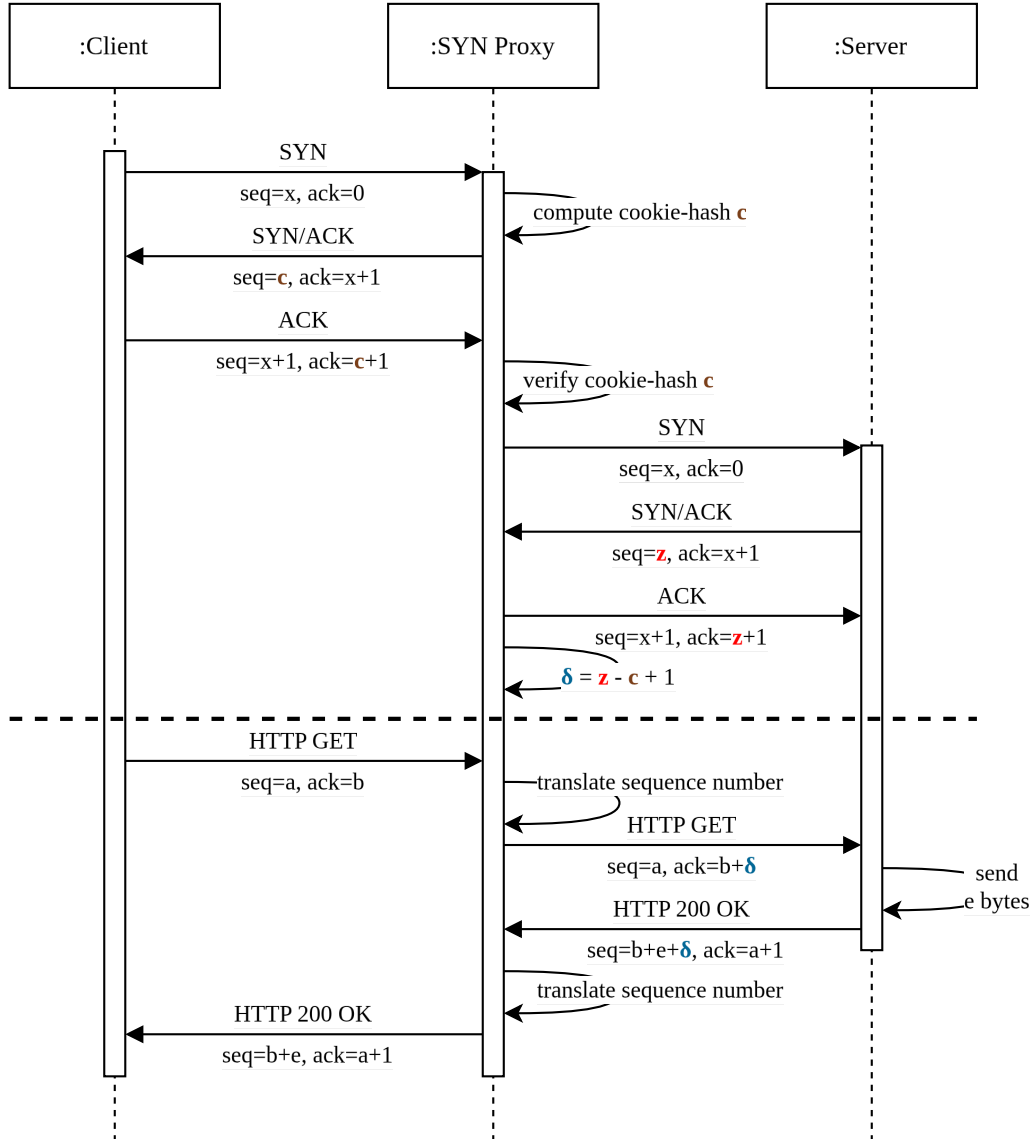 :Client
:SYN Proxy
:Server
SYN
seq=x, ack=0
compute cookie-hash c
SYN/ACK
seq=c, ack=x+1
ACK
seq=x+1, ack=c+1
verify cookie-hash c
SYN
seq=x, ack=0
SYN/ACK
seq=z, ack=x+1
ACK
seq=x+1, ack=z+1
δ = z - c + 1
HTTP GET
seq=a, ack=b
translate sequence number
HTTP GET
seq=a, ack=b+δ
send
e bytes
HTTP 200 OK
seq=b+e+δ, ack=a+1
translate sequence number
HTTP 200 OK
seq=b+e, ack=a+1